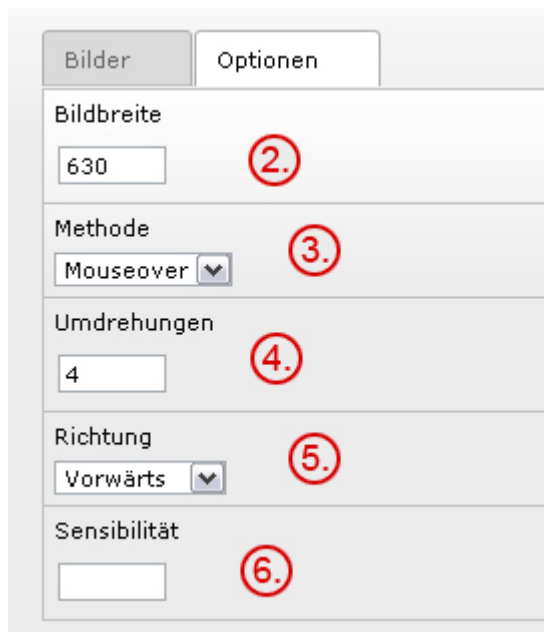 Bilder Optionen
Bildbreite
630 2.
Methode
3.
Mouseover
Umdrehungen
4.
4
Richtung
5.
Vorwärts
Sensibilität
6.